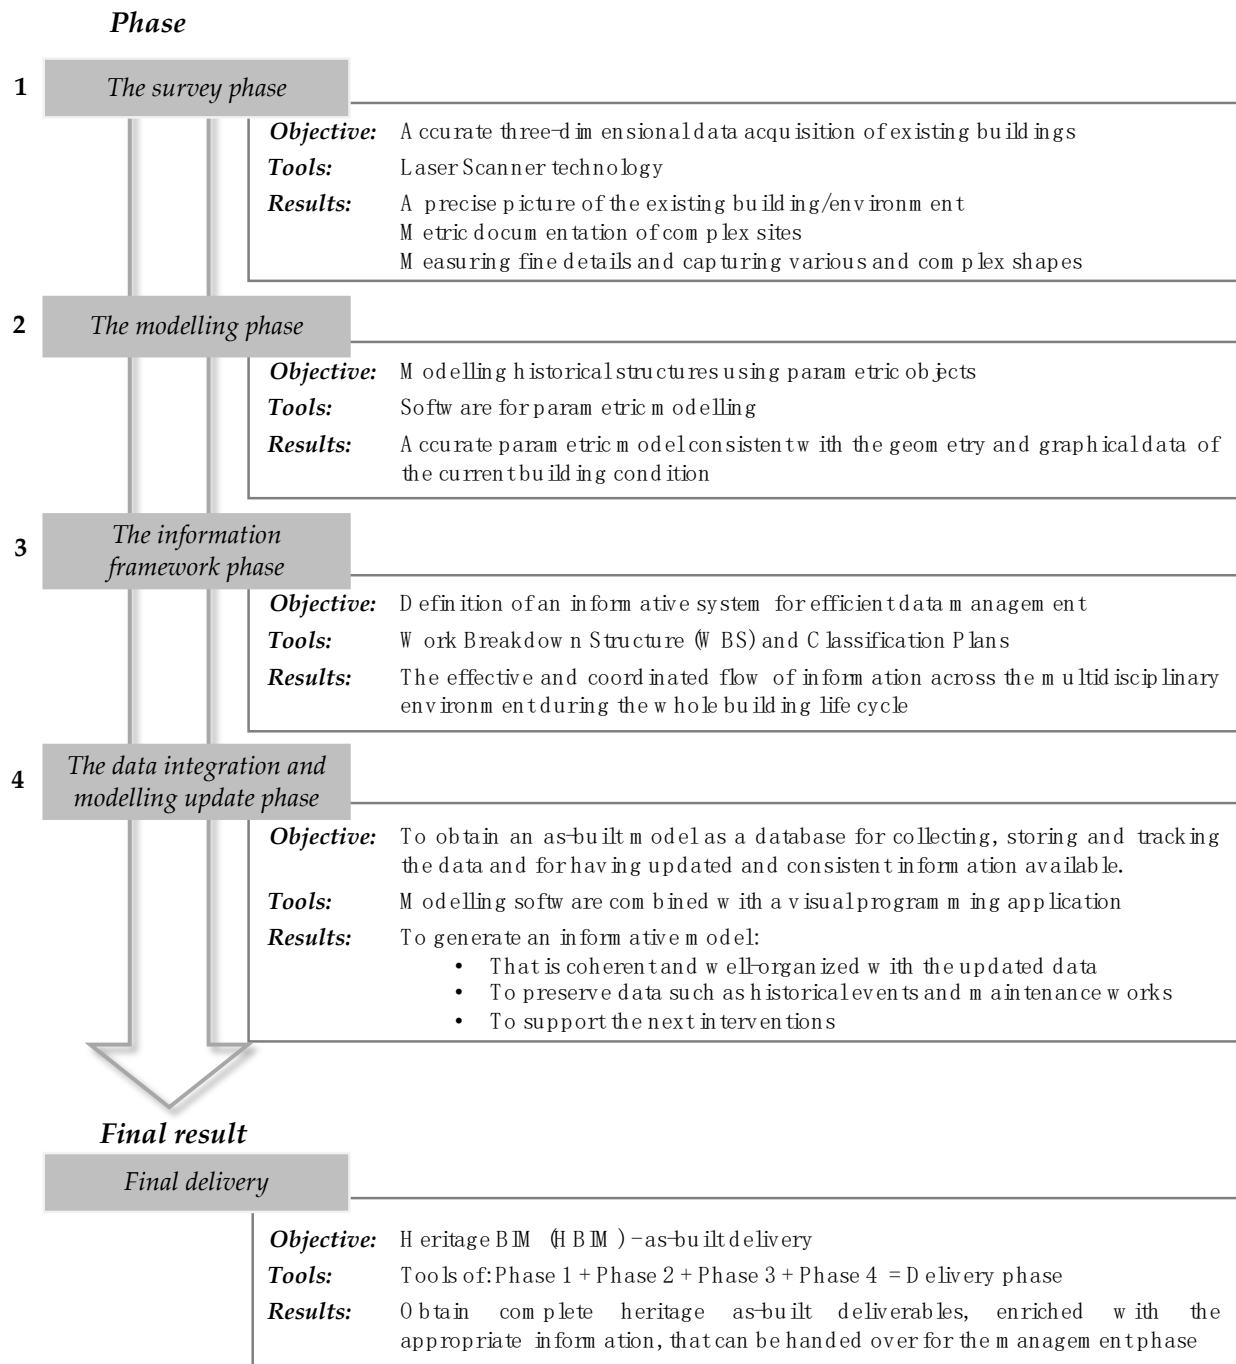 Phase
1 The survey phase
Objective: Accurate three-dimensional data acquisition of existing buildings
Tools: Laser Scanner technology
Results: A precise picture of the existing building/environment
Metric documentation of complex sites
Measuring fine details and capturing various and complex shapes
2 The modelling phase
Objective: Modelling historical structures using parametric objects
Tools: Software for parametric modelling
Results: Accurate parametric model consistent with the geometry and graphical data of
the current building condition
3 The information
framework phase
Objective: Definition of an informative system for efficient data management
Tools: Work Breakdown Structure (WBS) and Classification Plans
Results: The effective and coordinated flow of information across the multidisciplinary
environment during the whole building life cycle
4 The data integration and
modelling update phase
Objective: To obtain an as-built model as a database for collecting, storing and tracking
the data and for having updated and consistent information available.
Tools: Modelling software combined with a visual programming application
Results: To generate an informative model:
• That is coherent and well-organized with the updated data
• To preserve data such as historical events and maintenance works
• To support the next interventions
Final result
Final delivery
Objective: Heritage BIM (HBIM) - as-built delivery
Tools: Tools of: Phase 1 + Phase 2 + Phase 3 + Phase 4 = Delivery phase
Results: Obtain complete heritage as-built deliverables, enriched with the
appropriate information, that can be handed over for the management phase